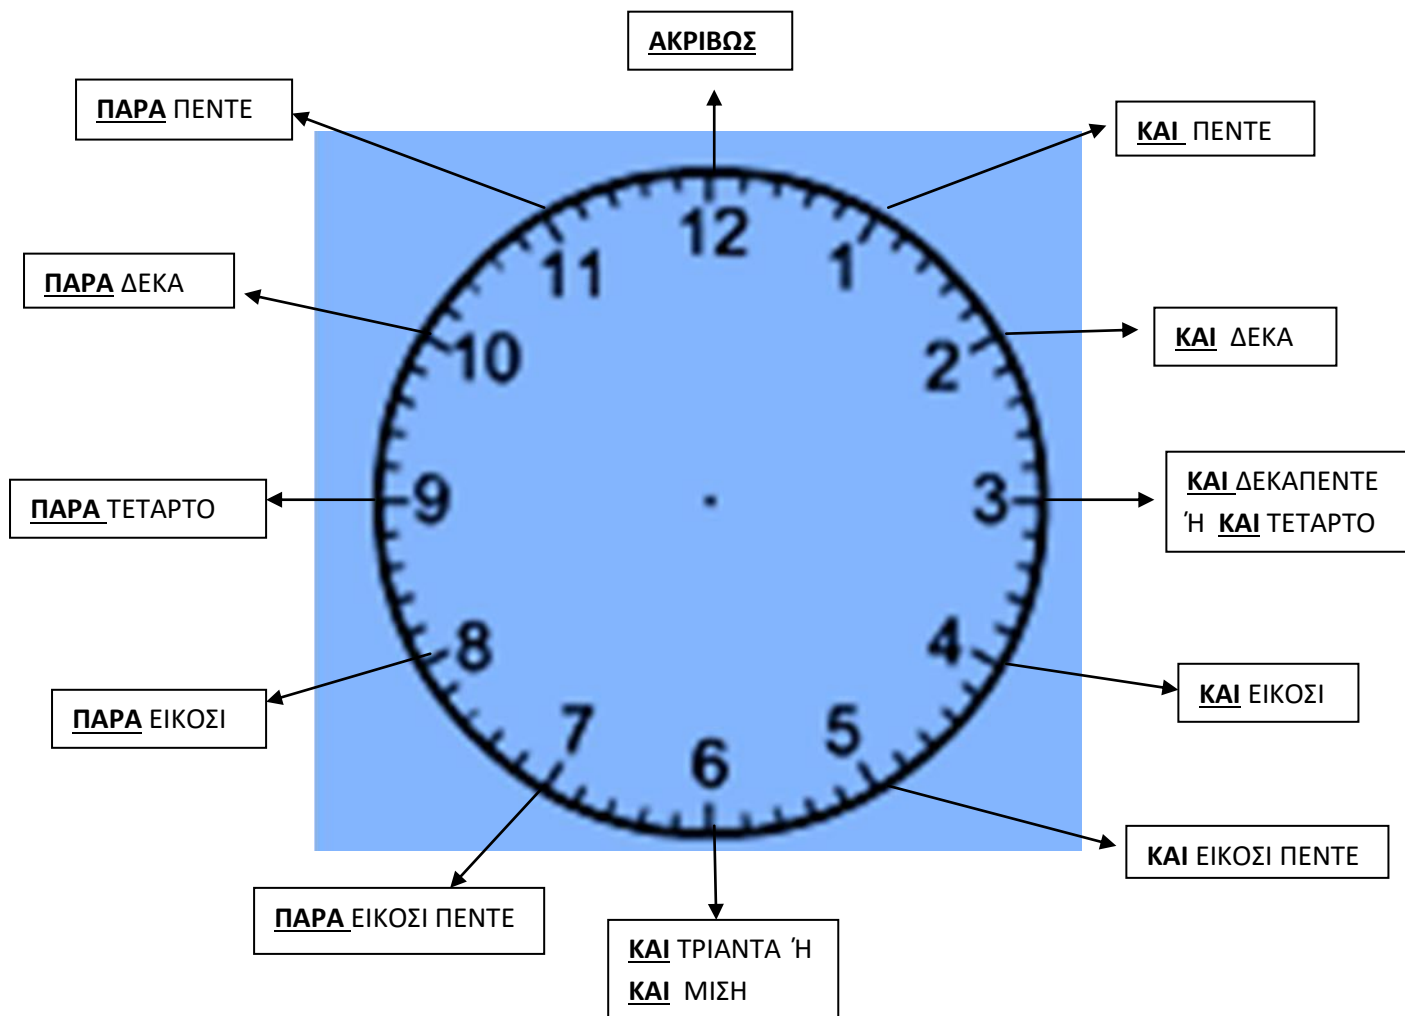 ΑΚΡΙΒΩΣ
ΠΑΡΑ ΠΕΝΤΕ
ΚΑΙ ΠΕΝΤΕ
12
11
1
ΠΑΡΑ ΔΕΚΑ
10
2
ΚΑΙ ΔΕΚΑ
ΠΑΡΑ ΤΕΤΑΡΤΟ
9
3
ΚΑΙ ΔΕΚΑΠΕΝΤΕ
Ή ΚΑΙ ΤΕΤΑΡΤΟ
8
4
ΠΑΡΑ ΕΙΚΟΣΙ
ΚΑΙ ΕΙΚΟΣΙ
7
5
6
ΚΑΙ ΕΙΚΟΣΙ ΠΕΝΤΕ
ΠΑΡΑ ΕΙΚΟΣΙ ΠΕΝΤΕ
ΚΑΙ ΤΡΙΑΝΤΑ Ή
ΚΑΙ ΜΙΣΗ